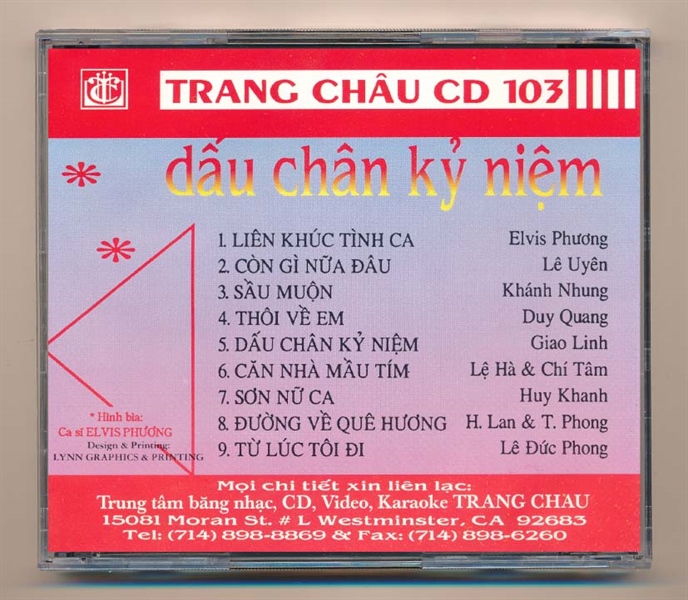 TRANG CHÂU CD 103
dấu chân kỷ niệm
1. LIÊN KHÚC TÌNH CA Elvis Phương
2. CÒN GÌ NỮA ĐÂU Lê Uyên
3. SẦU MUỘN Khánh Nhung
4. THÔI VỀ EM Duy Quang
5. DẤU CHÂN KỶ NIỆM Giao Linh
6. CĂN NHÀ MẦU TÍM Lệ Hà & Chí Tâm
7. SƠN NỮ CA Huy Khanh
8. ĐƯỜNG VỀ QUÊ HƯƠNG H. Lan & T. Phong
9. TỪ LÚC TÔI ĐI Lê Đức Phong
* Hình bìa:
Ca sĩ ELVIS PHƯƠNG
Design & Printing:
LYNN GRAPHICS & PRINTING
Mọi chi tiết xin liên lạc:
Trung tâm băng nhạc, CD, Video, Karaoke TRANG CHAU
15081 Moran St. # L Westminster, CA 92683
Tel: (714) 898-8869 & Fax: (714) 898-6260